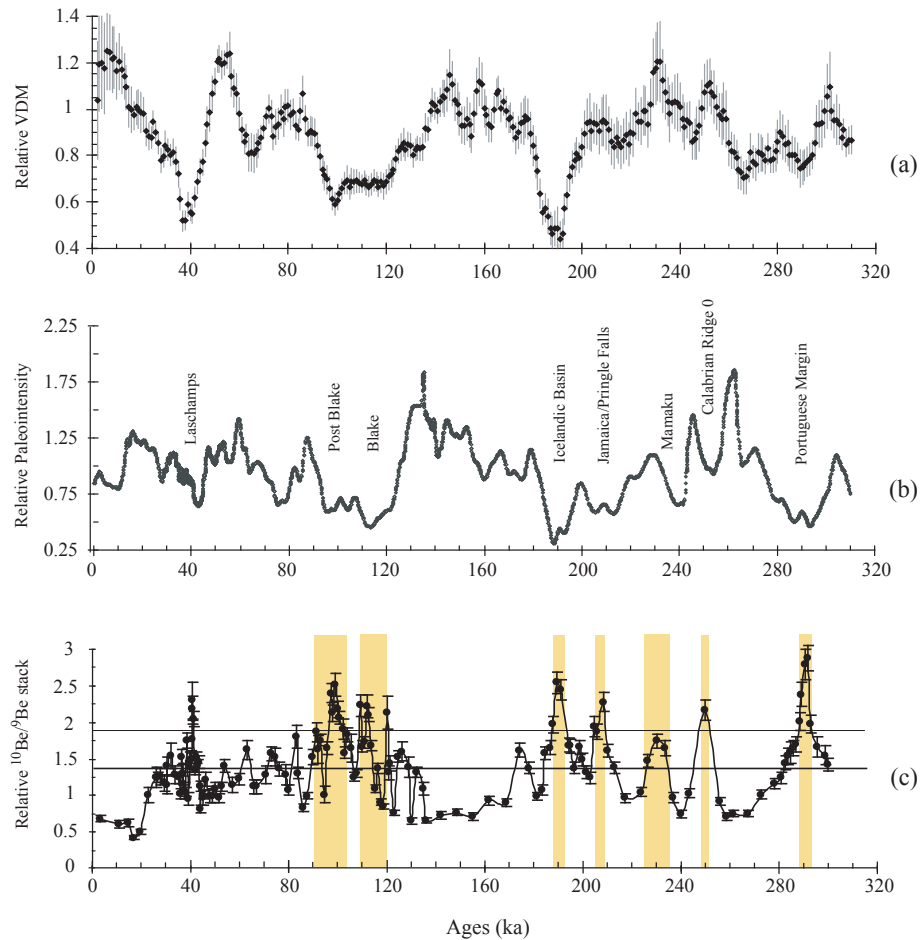 1.4
1.2
1
0.8
0.6
0.4
Relative VDM
0 40 80 120 160 200 240 280 320
(a)
2.25
1.75
1.25
0.75
0.25
Relative Paleointensity
Laschamps
Post Blake
Blake
Icelandic Basin
Jamaica/Pringle Falls
Mamaku
Calabrian Ridge 0
Portuguese Margin
0 40 80 120 160 200 240 280 320
(b)
3
2.5
2
1.5
1
0.5
0
Relative ¹⁰Be/⁹Be stack
0 40 80 120 160 200 240 280 320
(c)
Ages (ka)